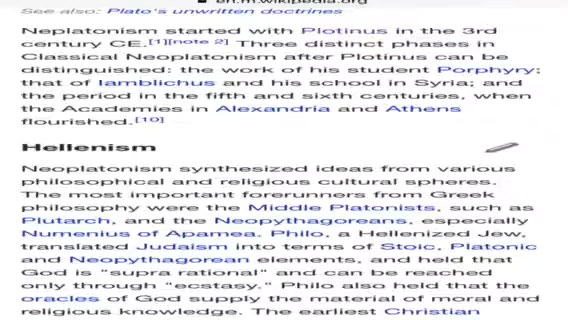 en.m.wikipedia.org
See also: Plato's unwritten doctrines
Neplatonism started with Plotinus in the 3rd
century CE.[1][note 2] Three distinct phases in
Classical Neoplatonism after Plotinus can be
distinguished: the work of his student Porphyry;
that of Iamblichus and his school in Syria; and
the period in the fifth and sixth centuries, when
the Academies in Alexandria and Athens
flourished.[10]
Hellenism
Neoplatonism synthesized ideas from various
philosophical and religious cultural spheres.
The most important forerunners from Greek
philosophy were the Middle Platonists, such as
Plutarch, and the Neopythagoreans, especially
Numenius of Apamea. Philo, a Hellenized Jew,
translated Judaism into terms of Stoic, Platonic
and Neopythagorean elements, and held that
God is "supra rational" and can be reached
only through "ecstasy." Philo also held that the
oracles of God supply the material of moral and
religious knowledge. The earliest Christian